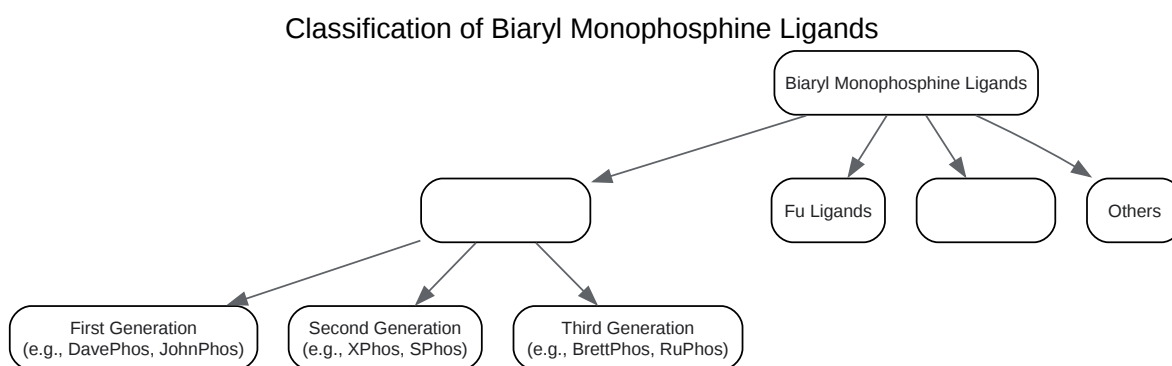 Classification of Biaryl Monophosphine Ligands
Biaryl Monophosphine Ligands
Fu Ligands
Others
First Generation
(e.g., DavePhos, JohnPhos)
Second Generation
(e.g., XPhos, SPhos)
Third Generation
(e.g., BrettPhos, RuPhos)